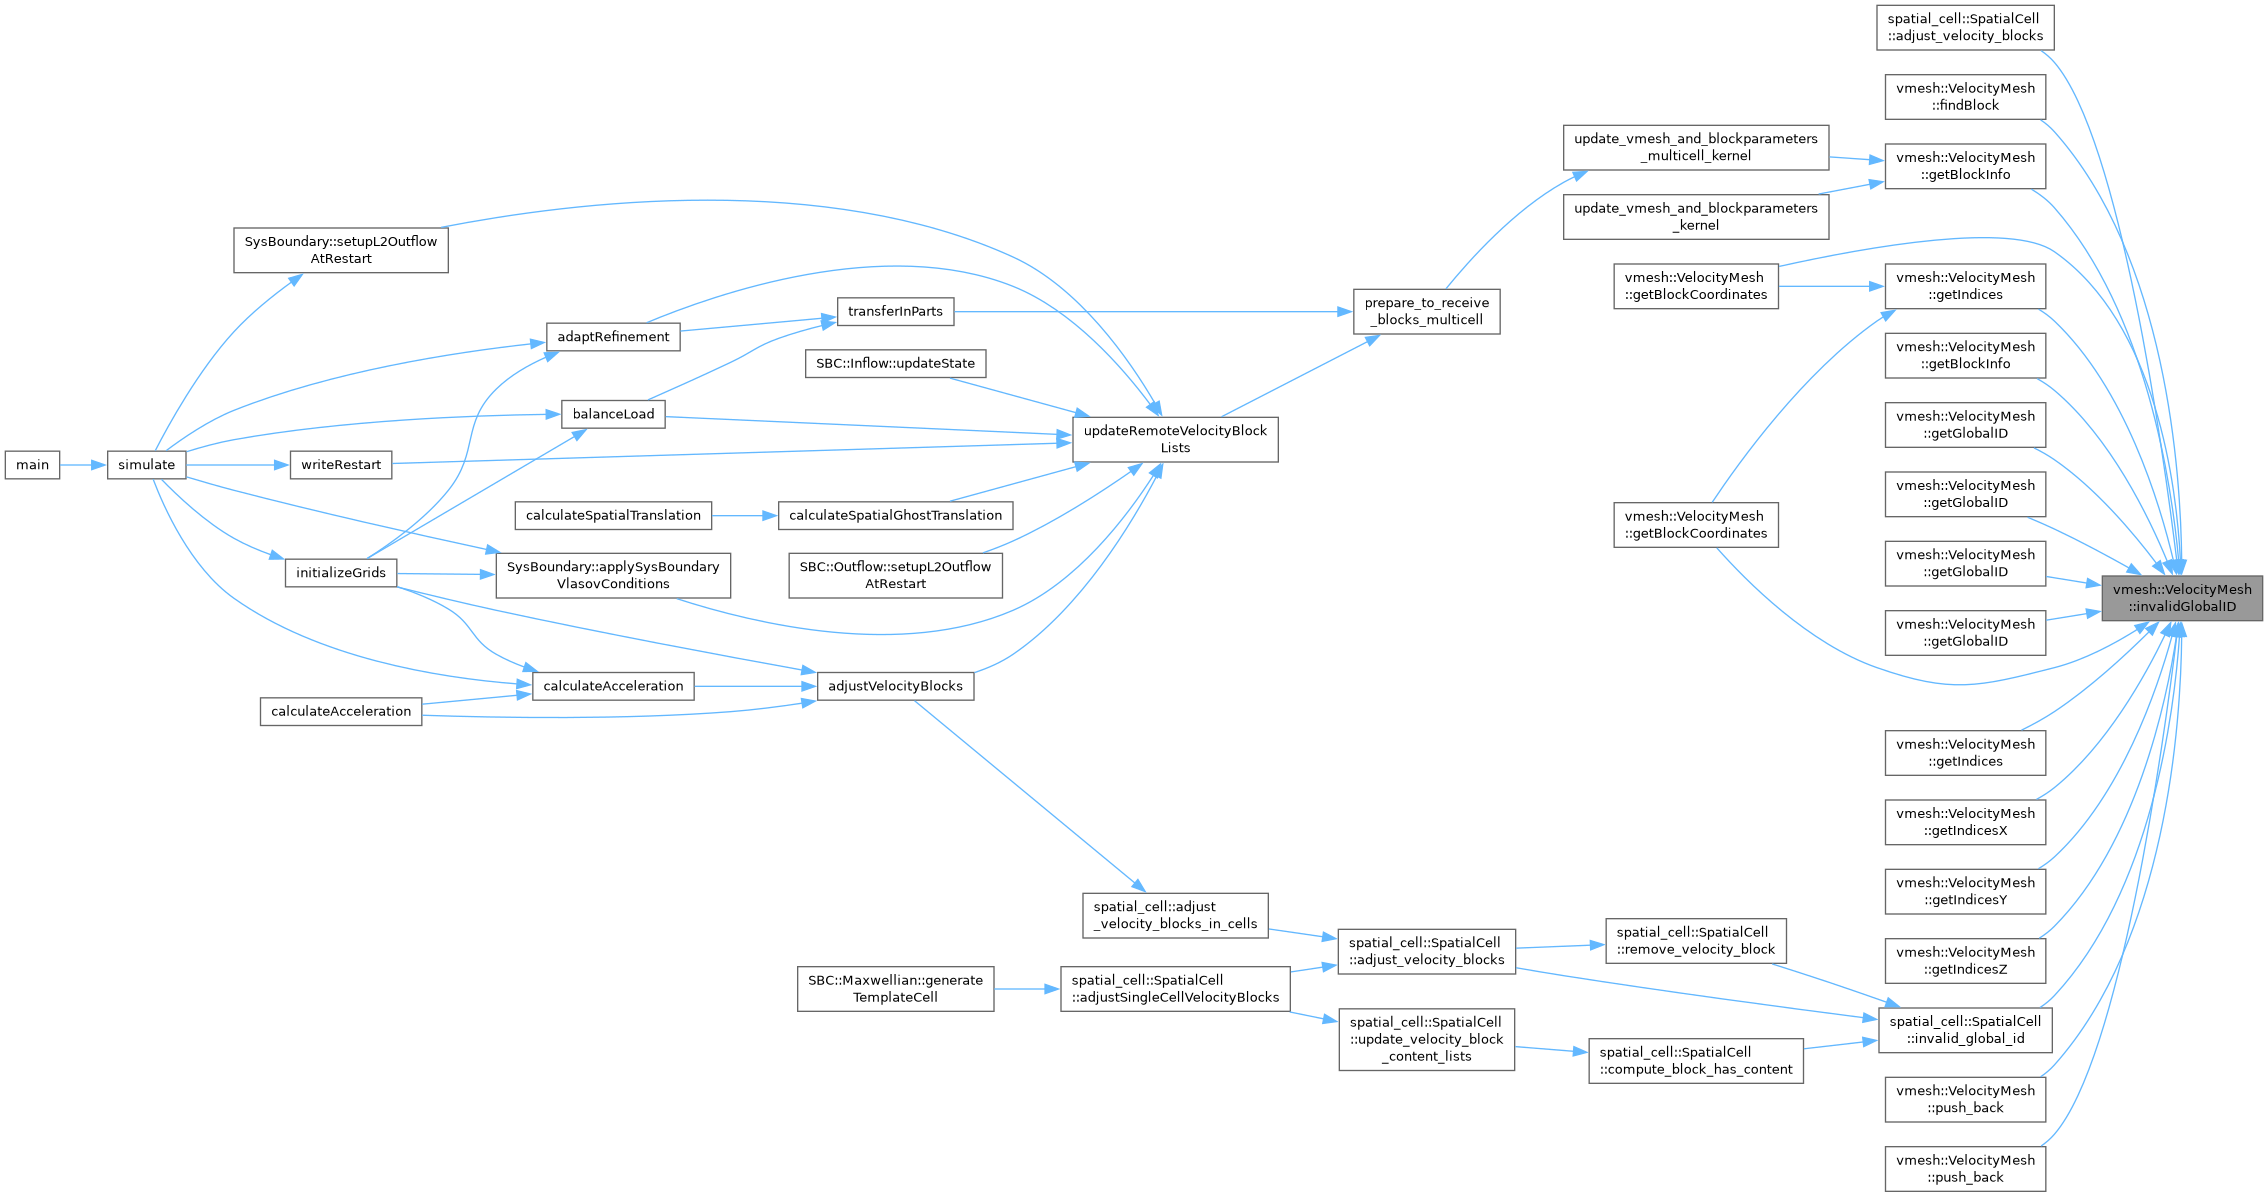 main
simulate
SysBoundary::setupL2Outflow
AtRestart
writeRestart
initializeGrids
calculateAcceleration
adaptRefinement
balanceLoad
calculateSpatialTranslation
SysBoundary::applySysBoundary
VlasovConditions
calculateAcceleration
transferInParts
SBC::Inflow::updateState
calculateSpatialGhostTranslation
SBC::Outflow::setupL2Outflow
AtRestart
adjustVelocityBlocks
SBC::Maxwellian::generate
TemplateCell
updateRemoteVelocityBlock
Lists
spatial_cell::adjust
_velocity_blocks_in_cells
spatial_cell::SpatialCell
::adjustSingleCellVelocityBlocks
prepare_to_receive
_blocks_multicell
spatial_cell::SpatialCell
::adjust_velocity_blocks
spatial_cell::SpatialCell
::update_velocity_block
_content_lists
update_vmesh_and_blockparameters
_multicell_kernel
update_vmesh_and_blockparameters
_kernel
vmesh::VelocityMesh
::getBlockCoordinates
vmesh::VelocityMesh
::getBlockCoordinates
spatial_cell::SpatialCell
::remove_velocity_block
spatial_cell::SpatialCell
::compute_block_has_content
spatial_cell::SpatialCell
::adjust_velocity_blocks
vmesh::VelocityMesh
::findBlock
vmesh::VelocityMesh
::getBlockInfo
vmesh::VelocityMesh
::getIndices
vmesh::VelocityMesh
::getBlockInfo
vmesh::VelocityMesh
::getGlobalID
vmesh::VelocityMesh
::getGlobalID
vmesh::VelocityMesh
::getGlobalID
vmesh::VelocityMesh
::getGlobalID
vmesh::VelocityMesh
::getIndices
vmesh::VelocityMesh
::getIndicesX
vmesh::VelocityMesh
::getIndicesY
vmesh::VelocityMesh
::getIndicesZ
spatial_cell::SpatialCell
::invalid_global_id
vmesh::VelocityMesh
::push_back
vmesh::VelocityMesh
::push_back
vmesh::VelocityMesh
::invalidGlobalID